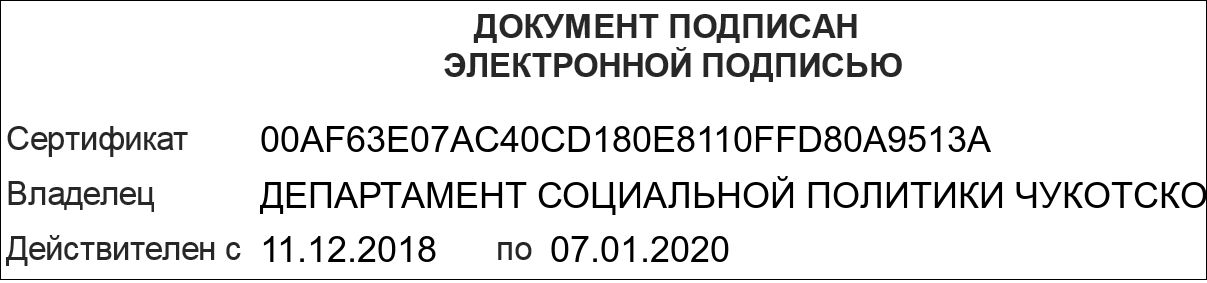 ДОКУМЕНТ ПОДПИСАН
ЭЛЕКТРОННОЙ ПОДПИСЬЮ
Сертификат 00AF63E07AC40CD180E8110FFD80A9513A
Владелец ДЕПАРТАМЕНТ СОЦИАЛЬНОЙ ПОЛИТИКИ ЧУКОТСКО
Действителен с 11.12.2018 по 07.01.2020